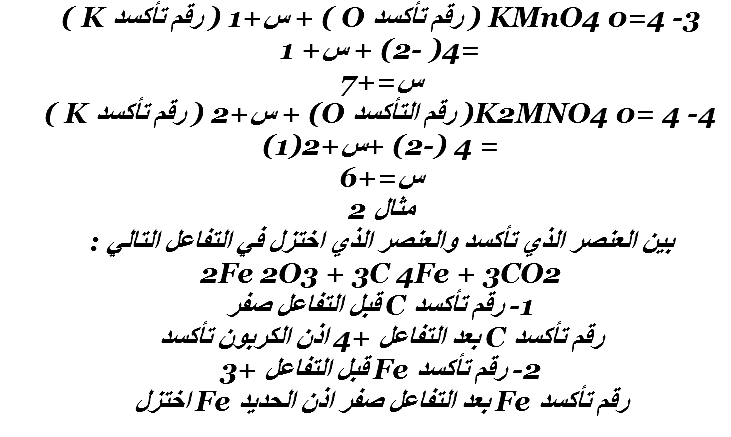 3- KMnO4 0=4 ( رقم تأكسد O ) + س+1 ( رقم تأكسد K )
=4( -2) + س+ 1
س=+7
4- K2MNO4 0= 4 (رقم التأكسد O) + س+2 ( رقم تأكسد K )
= 4 (-2) +س+2(1)
س=+6
مثال 2
بين العنصر الذي تأكسد والعنصر الذي اختزل في التفاعل التالي :
2Fe 2O3 + 3C 4Fe + 3CO2
1- رقم تأكسد C قبل التفاعل صفر
رقم تأكسد C بعد التفاعل +4 اذن الكربون تأكسد
2- رقم تأكسد Fe قبل التفاعل +3
رقم تأكسد Fe بعد التفاعل صفر اذن الحديد Fe اختزل